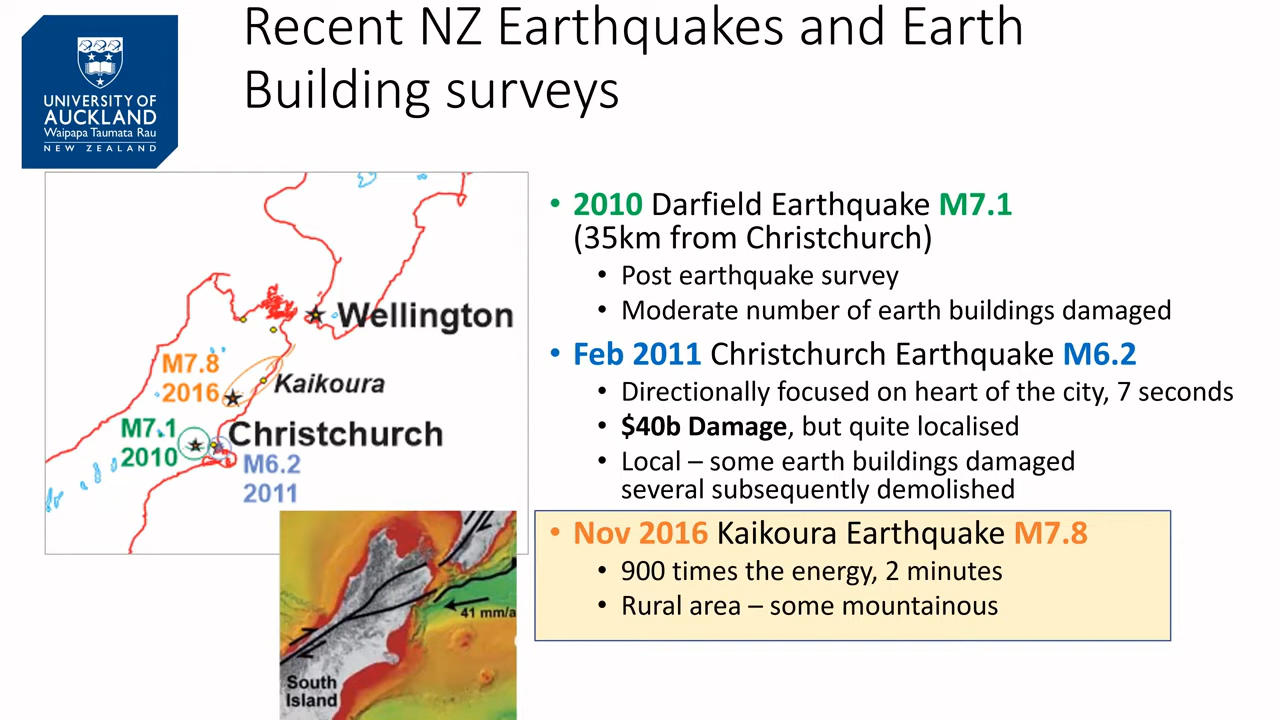 Recent NZ Earthquakes and Earth
Building surveys
UNIVERSITY OF
AUCKLAND
Waipapa Taumata Rau
NEW ZEALAND
Wellington
M7.8
2016
Kaikoura
M7.1
2010
Christchurch
M6.2
2011
41 mm/a
South
Island
• 2010 Darfield Earthquake M7.1
(35km from Christchurch)
• Post earthquake survey
• Moderate number of earth buildings damaged
• Feb 2011 Christchurch Earthquake M6.2
• Directionally focused on heart of the city, 7 seconds
• $40b Damage, but quite localised
• Local – some earth buildings damaged
several subsequently demolished
• Nov 2016 Kaikoura Earthquake M7.8
• 900 times the energy, 2 minutes
• Rural area – some mountainous